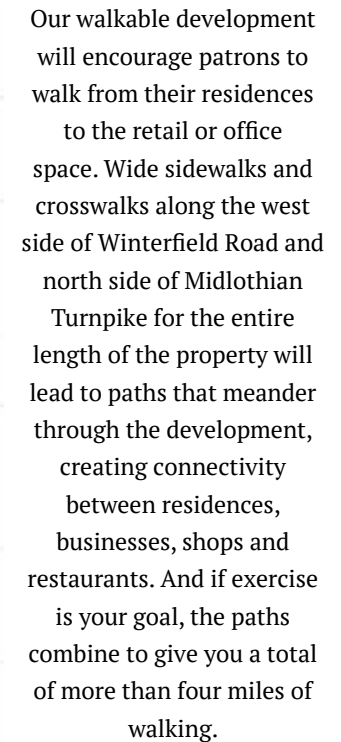 Our walkable development
will encourage patrons to
walk from their residences
to the retail or office
space. Wide sidewalks and
crosswalks along the west
side of Winterfield Road and
north side of Midlothian
Turnpike for the entire
length of the property will
lead to paths that meander
through the development,
creating connectivity
between residences,
businesses, shops and
restaurants. And if exercise
is your goal, the paths
combine to give you a total
of more than four miles of
walking.